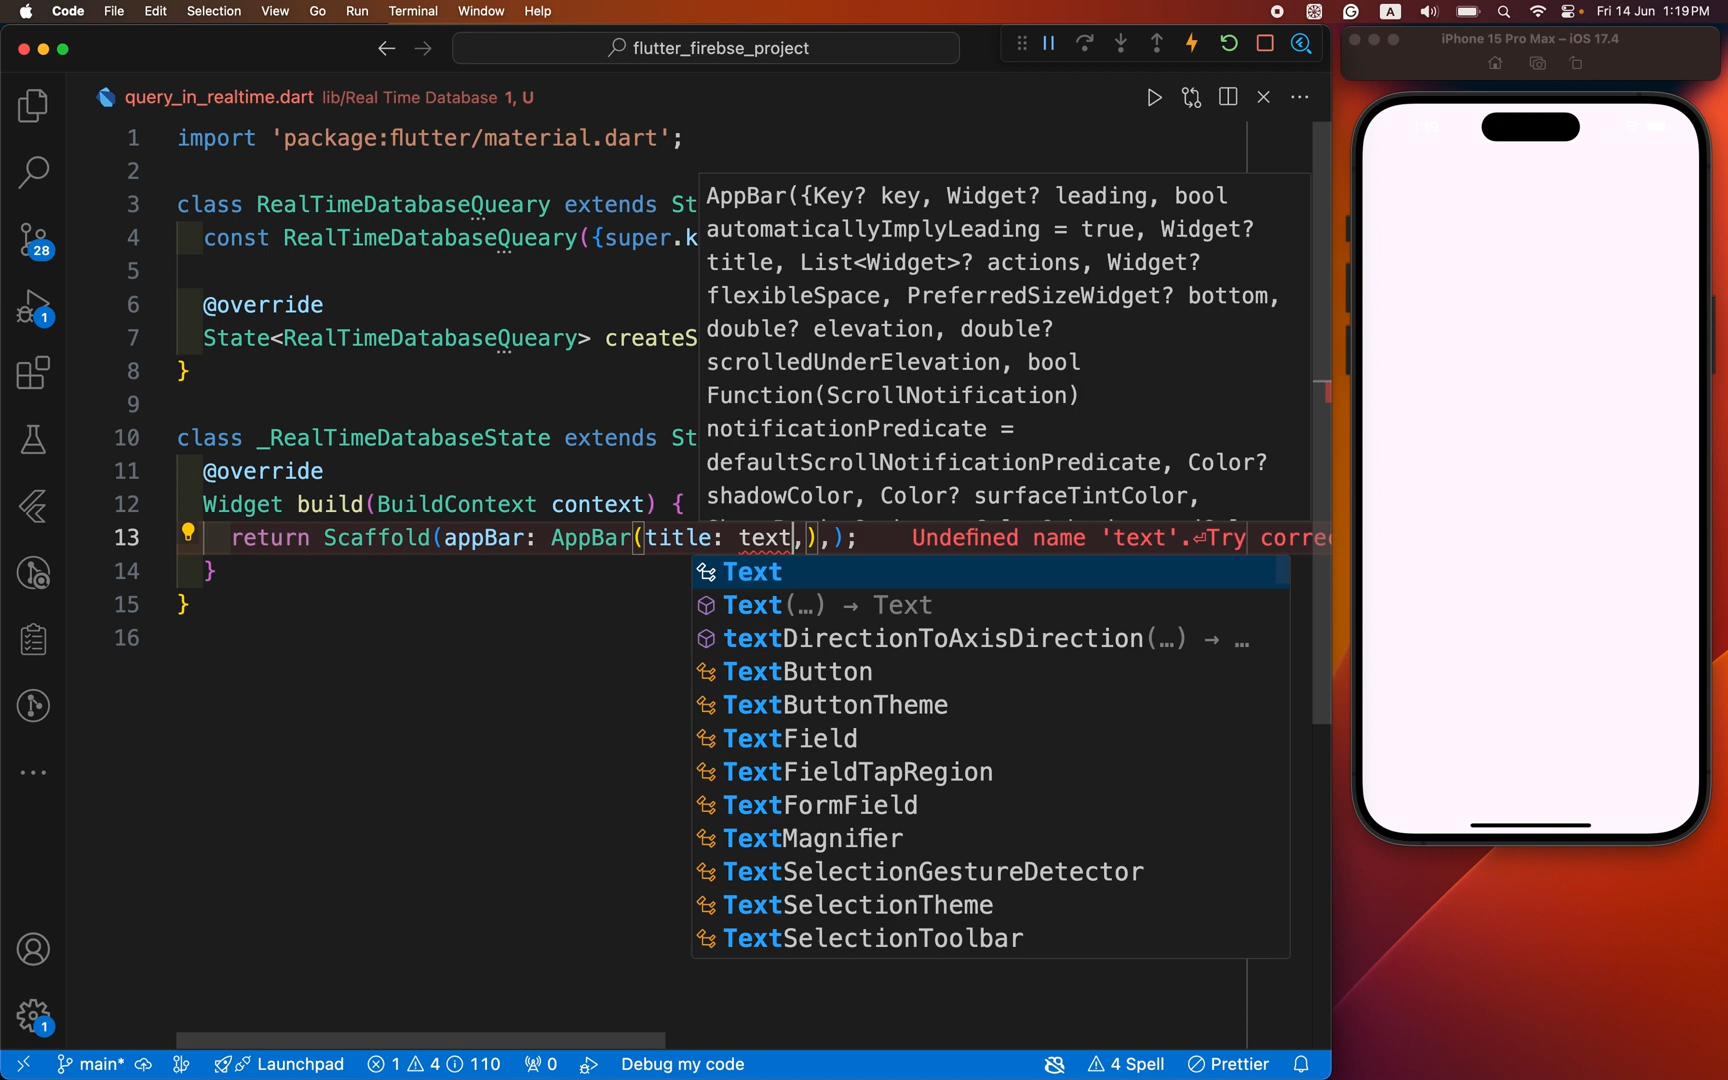 Code File Edit Selection View Go Run Terminal Window Help
A Fri 14 Jun 1:19 PM
flutter_firebse_project
iPhone 15 Pro Max – iOS 17.4
query_in_realtime.dart lib/Real Time Database 1, U
1 import 'package:flutter/material.dart';
2
3 class RealTimeDatabaseQueary extends St
4 const RealTimeDatabaseQueary({super.k
5
6 @override
7 State<RealTimeDatabaseQueary> createS
8 }
9
10 class _RealTimeDatabaseState extends St
11 @override
12 Widget build(BuildContext context) {
13 return Scaffold(appBar: AppBar(title: text,),); Undefined name 'text'.⏎Try corre
14 }
15 }
16
AppBar({Key? key, Widget? leading, bool
automaticallyImplyLeading = true, Widget?
title, List<Widget>? actions, Widget?
flexibleSpace, PreferredSizeWidget? bottom,
double? elevation, double?
scrolledUnderElevation, bool
Function(ScrollNotification)
notificationPredicate =
defaultScrollNotificationPredicate, Color?
shadowColor, Color? surfaceTintColor,
Text
Text(…) → Text
textDirectionToAxisDirection(…) → …
TextButton
TextButtonTheme
TextField
TextFieldTapRegion
TextFormField
TextMagnifier
TextSelectionGestureDetector
TextSelectionTheme
TextSelectionToolbar
28
1
1
main* Launchpad 1 4 110 0 Debug my code 4 Spell Prettier